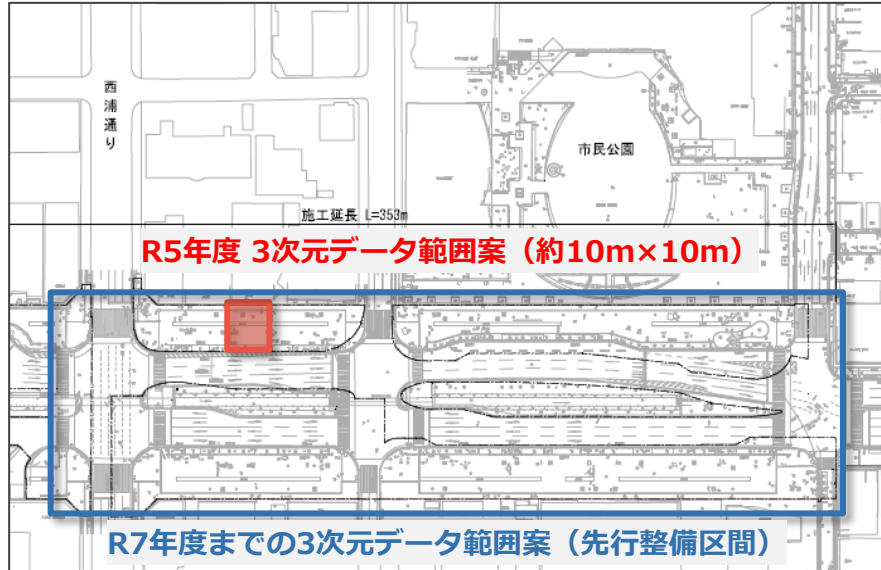 西浦通り
市民公園
施工延長 L=353m
R5年度 3次元データ範囲案（約10m×10m）
R7年度までの3次元データ範囲案（先行整備区間）